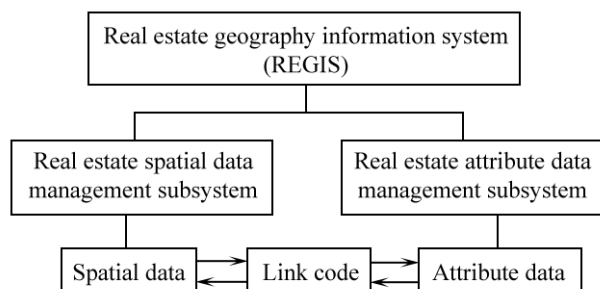 Real estate geography information system
(REGIS)
Real estate spatial data
management subsystem
Real estate attribute data
management subsystem
Spatial data
Link code
Attribute data